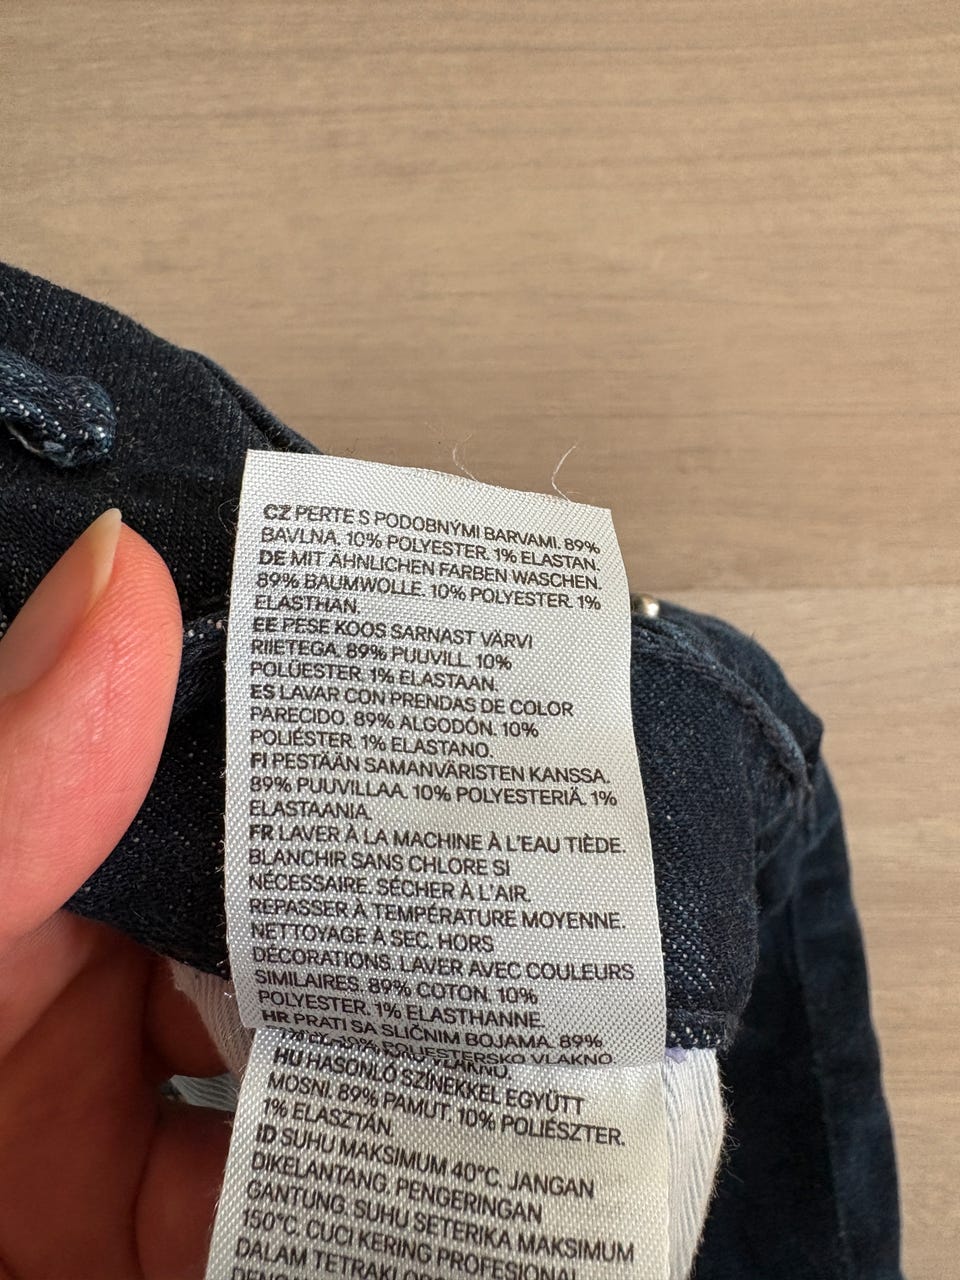 CZ PERTE S PODOBNÝMI BARVAMI. 89%
BAVLNA. 10% POLYESTER. 1% ELASTAN.
DE MIT ÄHNLICHEN FARBEN WASCHEN.
89% BAUMWOLLE. 10% POLYESTER. 1%
ELASTHAN.
EE PESE KOOS SARNAST VÄRVI
RIIETEGA. 89% PUUVILL. 10%
POLÜESTER. 1% ELASTAAN.
ES LAVAR CON PRENDAS DE COLOR
PARECIDO. 89% ALGODÓN. 10%
POLIÉSTER. 1% ELASTANO.
FI PESTÄÄN SAMANVÄRISTEN KANSSA.
89% PUUVILLAA. 10% POLYESTERIÄ. 1%
ELASTAANIA.
FR LAVER À LA MACHINE À L'EAU TIÈDE.
BLANCHIR SANS CHLORE SI
NÉCESSAIRE. SÉCHER À L'AIR.
REPASSER À TEMPÉRATURE MOYENNE.
NETTOYAGE À SEC. HORS
DÉCORATIONS. LAVER AVEC COULEURS
SIMILAIRES. 89% COTON. 10%
POLYESTER. 1% ELASTHANNE.
HR PRATI SA SLIČNIM BOJAMA. 89%
10% POLIESTERSKO VLAKNO.
HU HASONLÓ SZÍNEKKEL EGYÜTT
MOSNI. 89% PAMUT. 10% POLIÉSZTER.
1% ELASZTÁN.
ID SUHU MAKSIMUM 40°C. JANGAN
DIKELANTANG. PENGERINGAN
GANTUNG. SUHU SETERIKA MAKSIMUM
150°C. CUCI KERING PROFESIONAL
DALAM